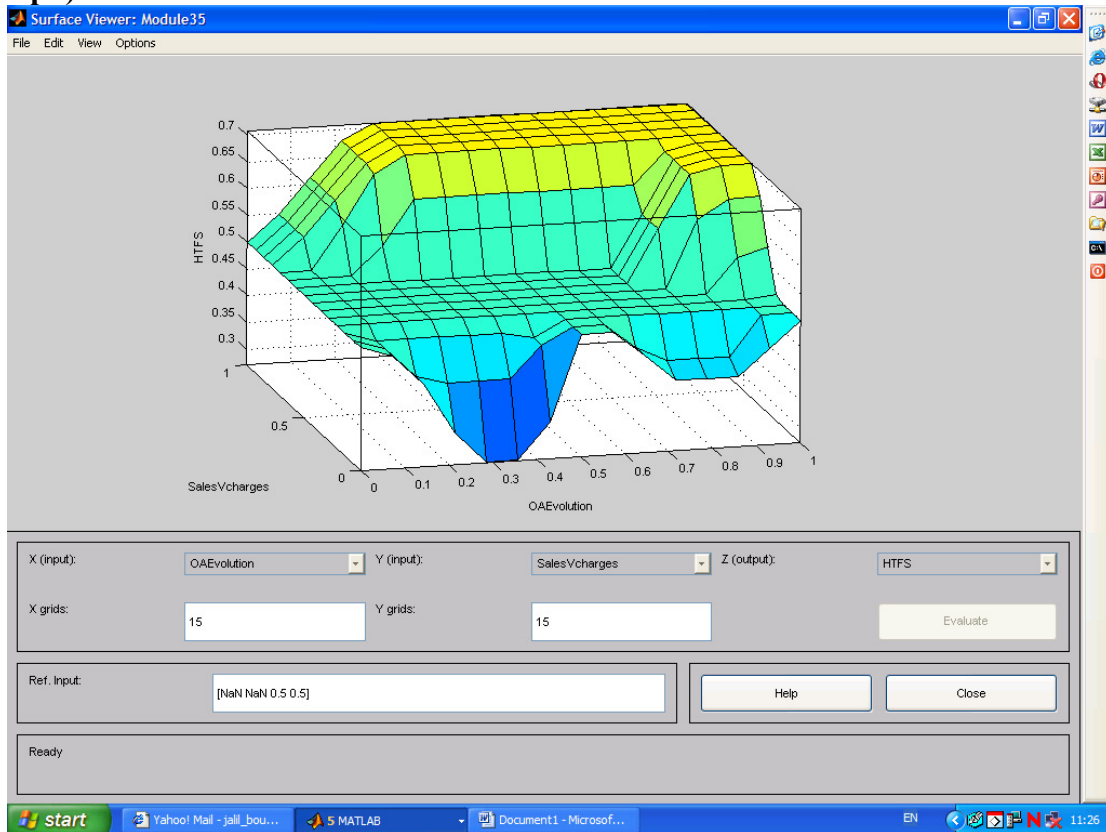 Surface Viewer: Module35
File Edit View Options
0.7
0.65
0.6
0.55
0.5
0.45
0.4
0.35
0.3
HTFS
1
0.5
0
SalesVcharges
0 0.1 0.2 0.3 0.4 0.5 0.6 0.7 0.8 0.9 1
OAEvolution
X (input): OAEvolution Y (input): SalesVcharges Z (output): HTFS
X grids: 15 Y grids: 15 Evaluate
Ref. Input: [NaN NaN 0.5 0.5] Help Close
Ready
start Yahoo! Mail - jalil_bou... 5 MATLAB Document1 - Microsof... EN 11:26